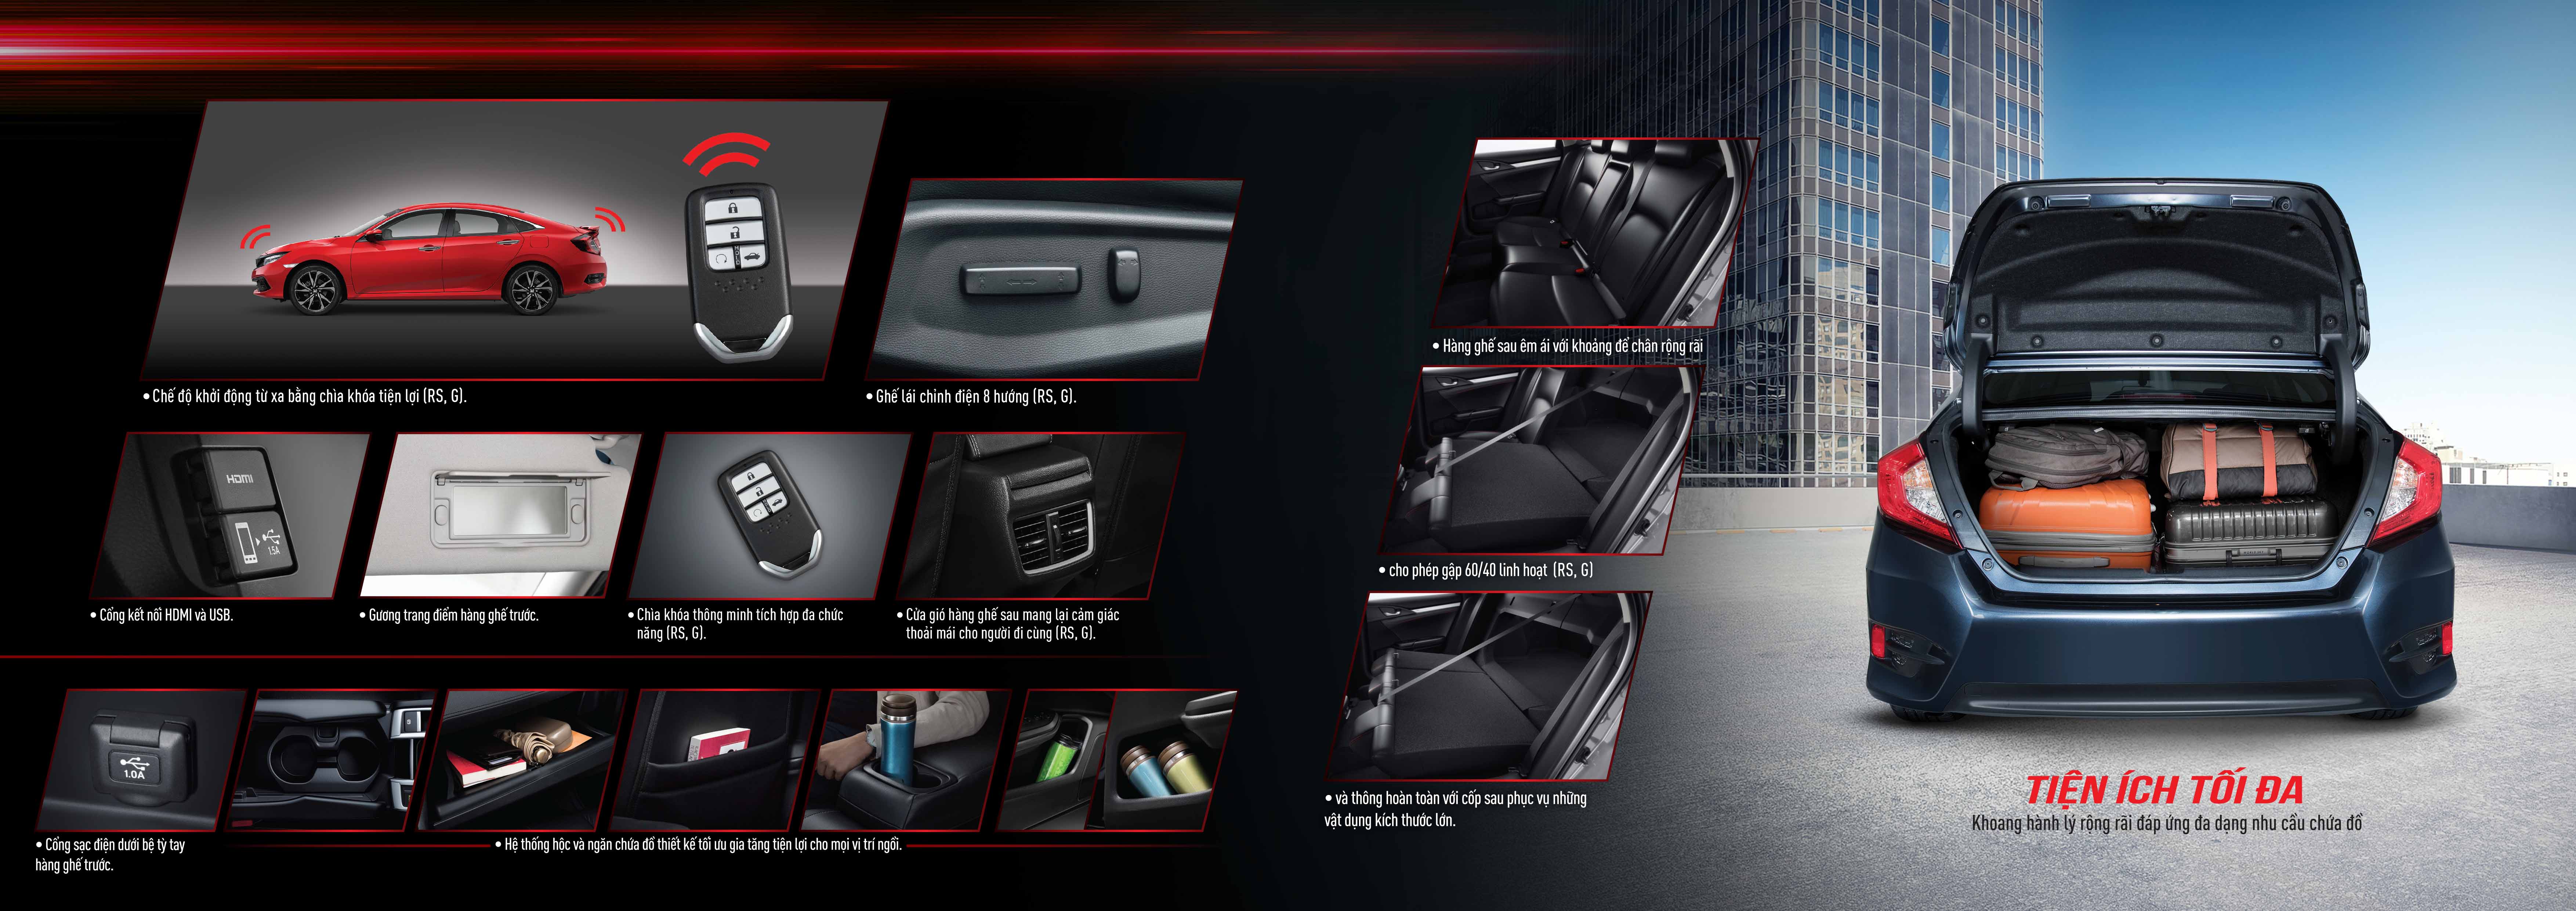 • Chế độ khởi động từ xa bằng chìa khóa tiện lợi (RS, G).
• Ghế lái chỉnh điện 8 hướng (RS, G).
HDMI
1.5A
• Cổng kết nối HDMI và USB.
• Gương trang điểm hàng ghế trước.
• Chìa khóa thông minh tích hợp đa chức
năng (RS, G).
• Cửa gió hàng ghế sau mang lại cảm giác
thoải mái cho người đi cùng (RS, G).
1.0A
• Cổng sạc điện dưới bệ tỳ tay
hàng ghế trước.
• Hệ thống hộc và ngăn chứa đồ thiết kế tối ưu gia tăng tiện lợi cho mọi vị trí ngồi.
• Hàng ghế sau êm ái với khoảng để chân rộng rãi
• cho phép gập 60/40 linh hoạt (RS, G)
• và thông hoàn toàn với cốp sau phục vụ những
vật dụng kích thước lớn.
TIỆN ÍCH TỐI ĐA
Khoang hành lý rộng rãi đáp ứng đa dạng nhu cầu chứa đồ